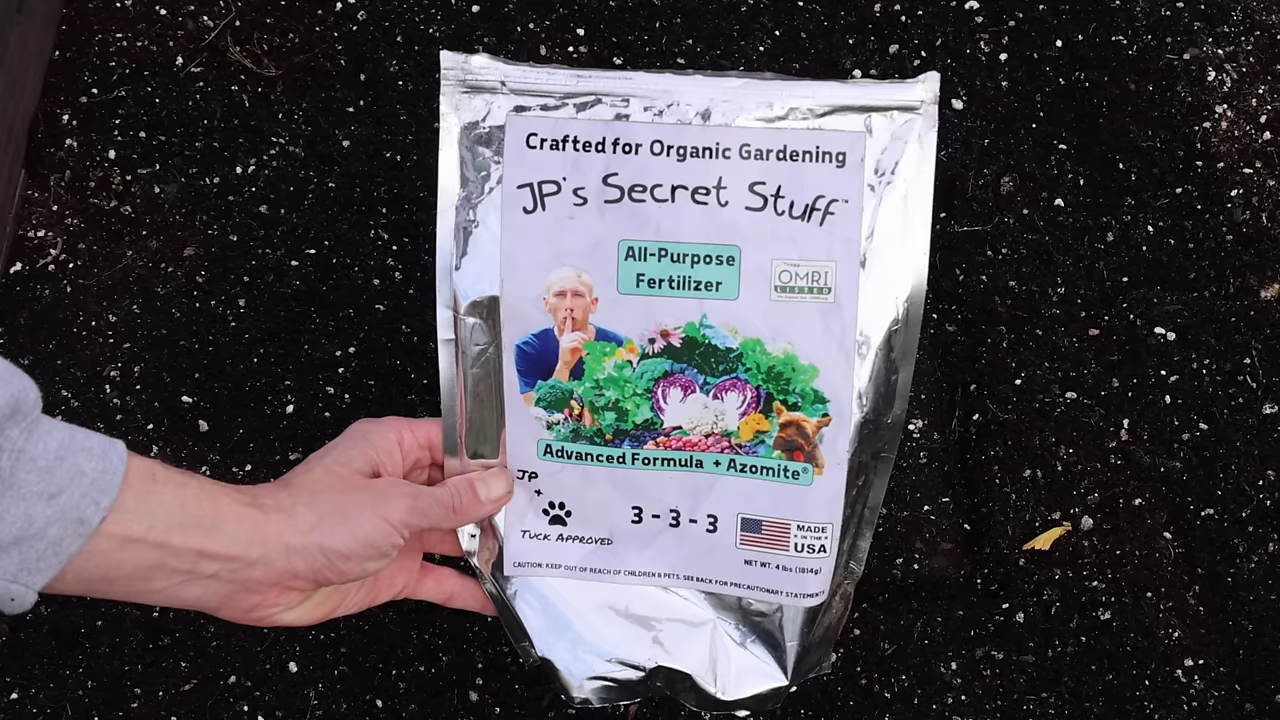 Crafted for Organic Gardening
JP's Secret Stuff™
All-Purpose
Fertilizer
OMRI
LISTED
Advanced Formula + Azomite®
JP
+
TUCK APPROVED
3-3-3
MADE
IN THE
USA
NET WT. 4 lbs (1814g)
CAUTION: KEEP OUT OF REACH OF CHILDREN & PETS. SEE BACK FOR PRECAUTIONARY STATEMENTS